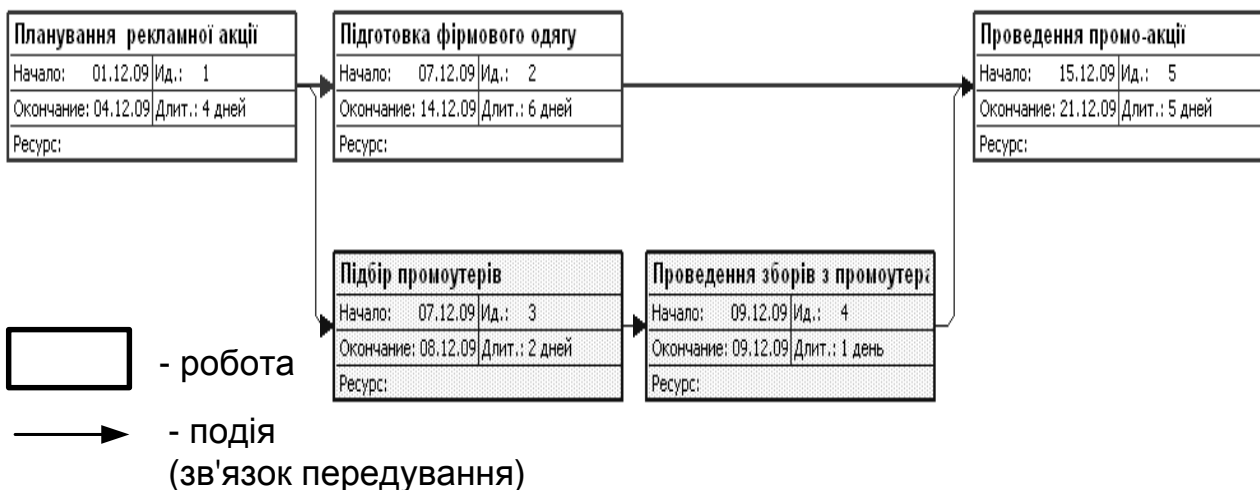 Планування рекламної акції
Начало: 01.12.09 Ид.: 1
Окончание: 04.12.09 Длит.: 4 дней
Ресурс:
Підготовка фірмового одягу
Начало: 07.12.09 Ид.: 2
Окончание: 14.12.09 Длит.: 6 дней
Ресурс:
Проведення промо-акції
Начало: 15.12.09 Ид.: 5
Окончание: 21.12.09 Длит.: 5 дней
Ресурс:
Підбір промоутерів
Начало: 07.12.09 Ид.: 3
Окончание: 08.12.09 Длит.: 2 дней
Ресурс:
Проведення зборів з промоутера
Начало: 09.12.09 Ид.: 4
Окончание: 09.12.09 Длит.: 1 день
Ресурс:
- робота
- подія
(зв'язок передування)